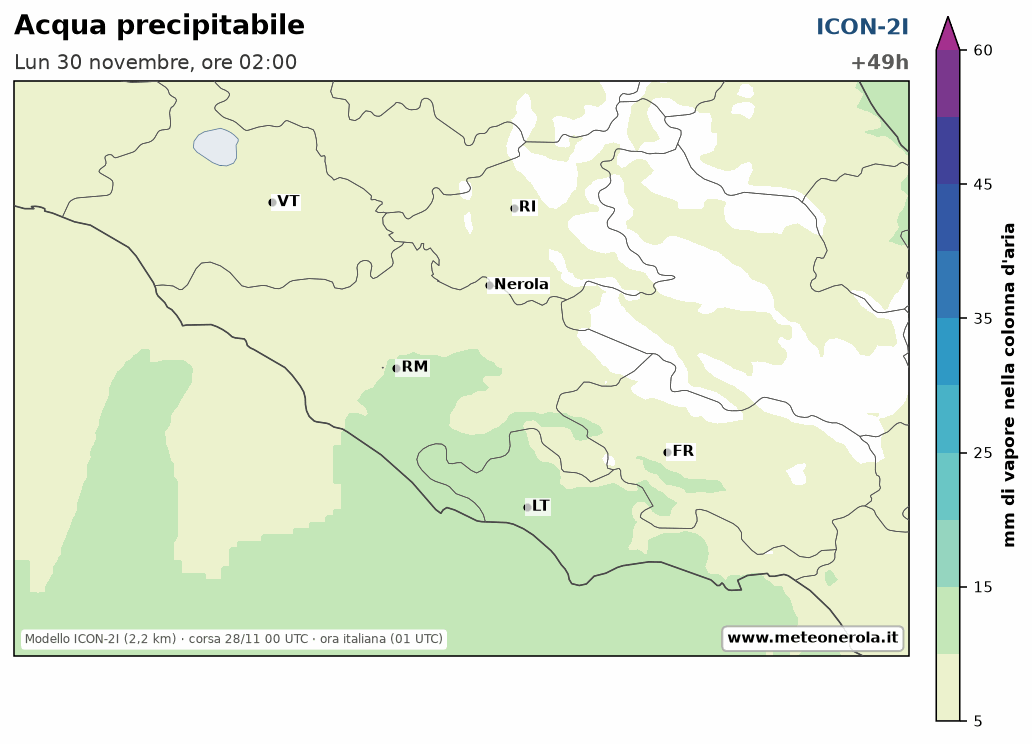 Acqua precipitabile
ICON-2I
Lun 30 novembre, ore 02:00
+49h
60
45
35
25
15
5
mm di vapore nella colonna d'aria
VT
RI
Nerola
RM
FR
LT
Modello ICON-2I (2,2 km) · corsa 28/11 00 UTC · ora italiana (01 UTC)
www.meteonerola.it